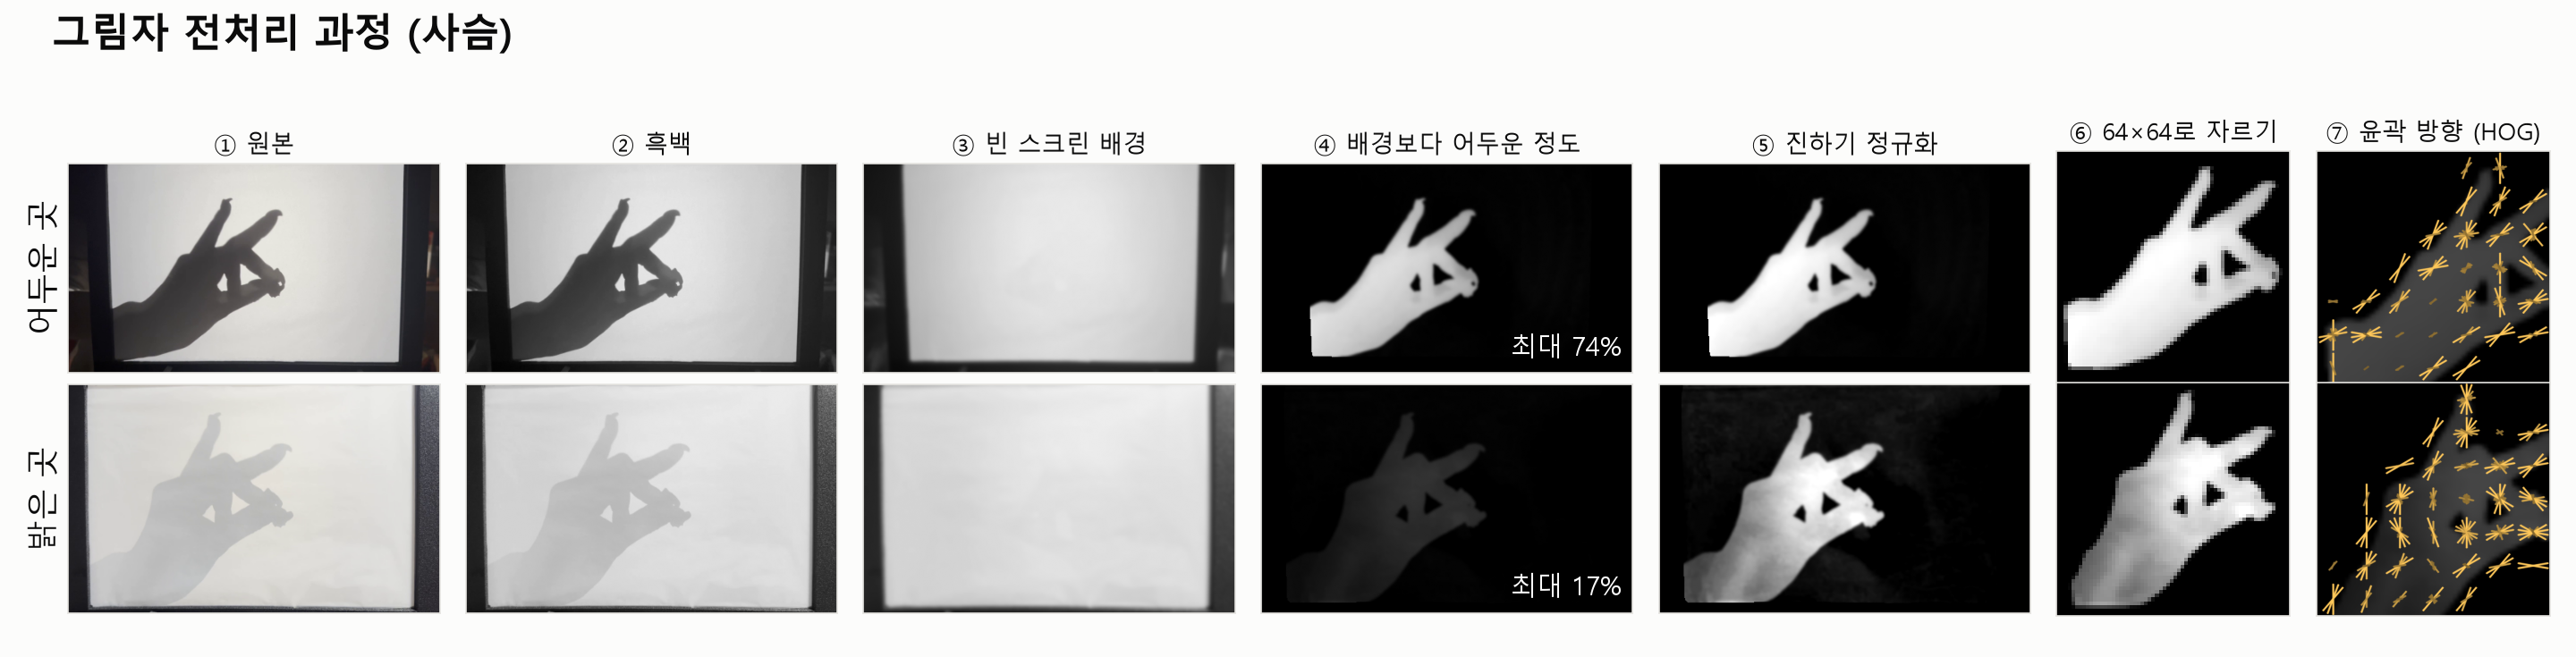 그림자 전처리 과정 (사슴)
① 원본
② 흑백
③ 빈 스크린 배경
④ 배경보다 어두운 정도
⑤ 진하기 정규화
⑥ 64×64로 자르기
⑦ 윤곽 방향 (HOG)
어두운 곳
최대 74%
밝은 곳
최대 17%